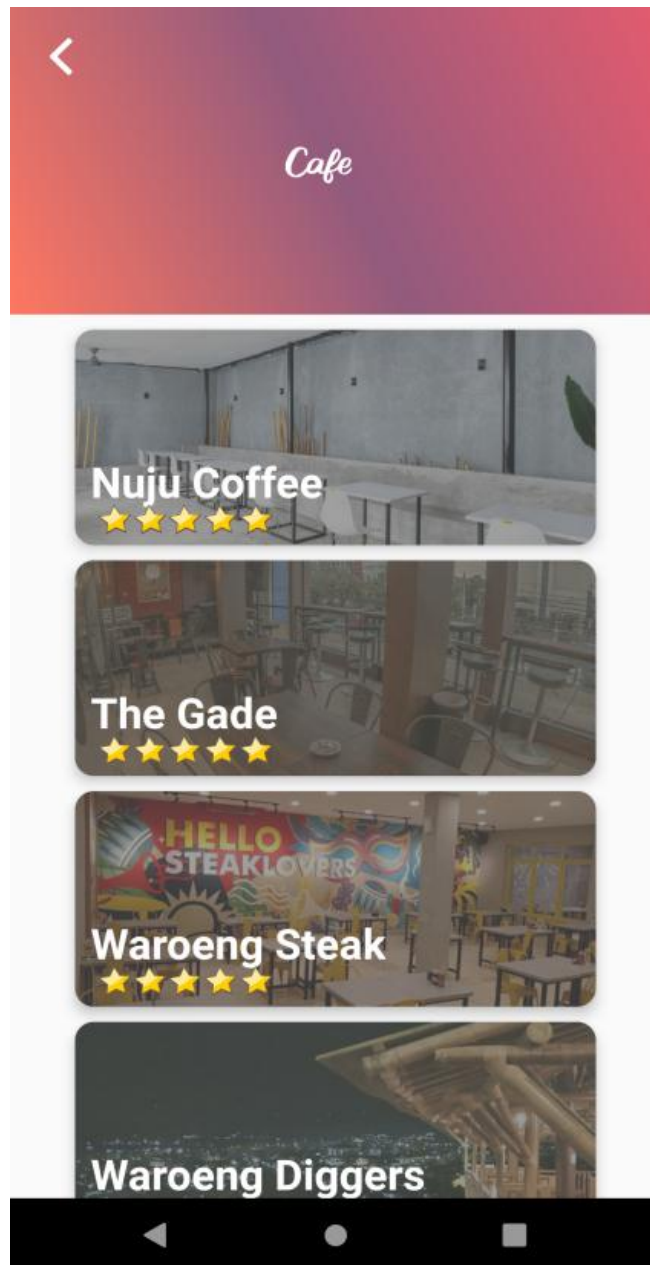 Cafe
Nuju Coffee
The Gade
HELLO
STEAKLOVERS
Waroeng Steak
Waroeng Diggers